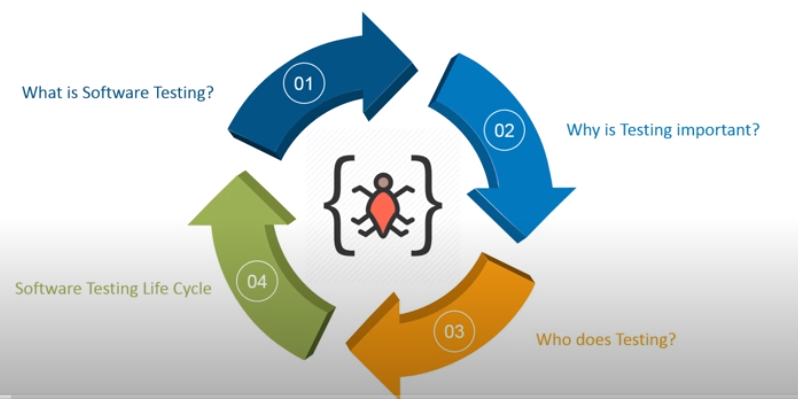 01
What is Software Testing?
02
Why is Testing important?
03
Who does Testing?
04
Software Testing Life Cycle
{ }